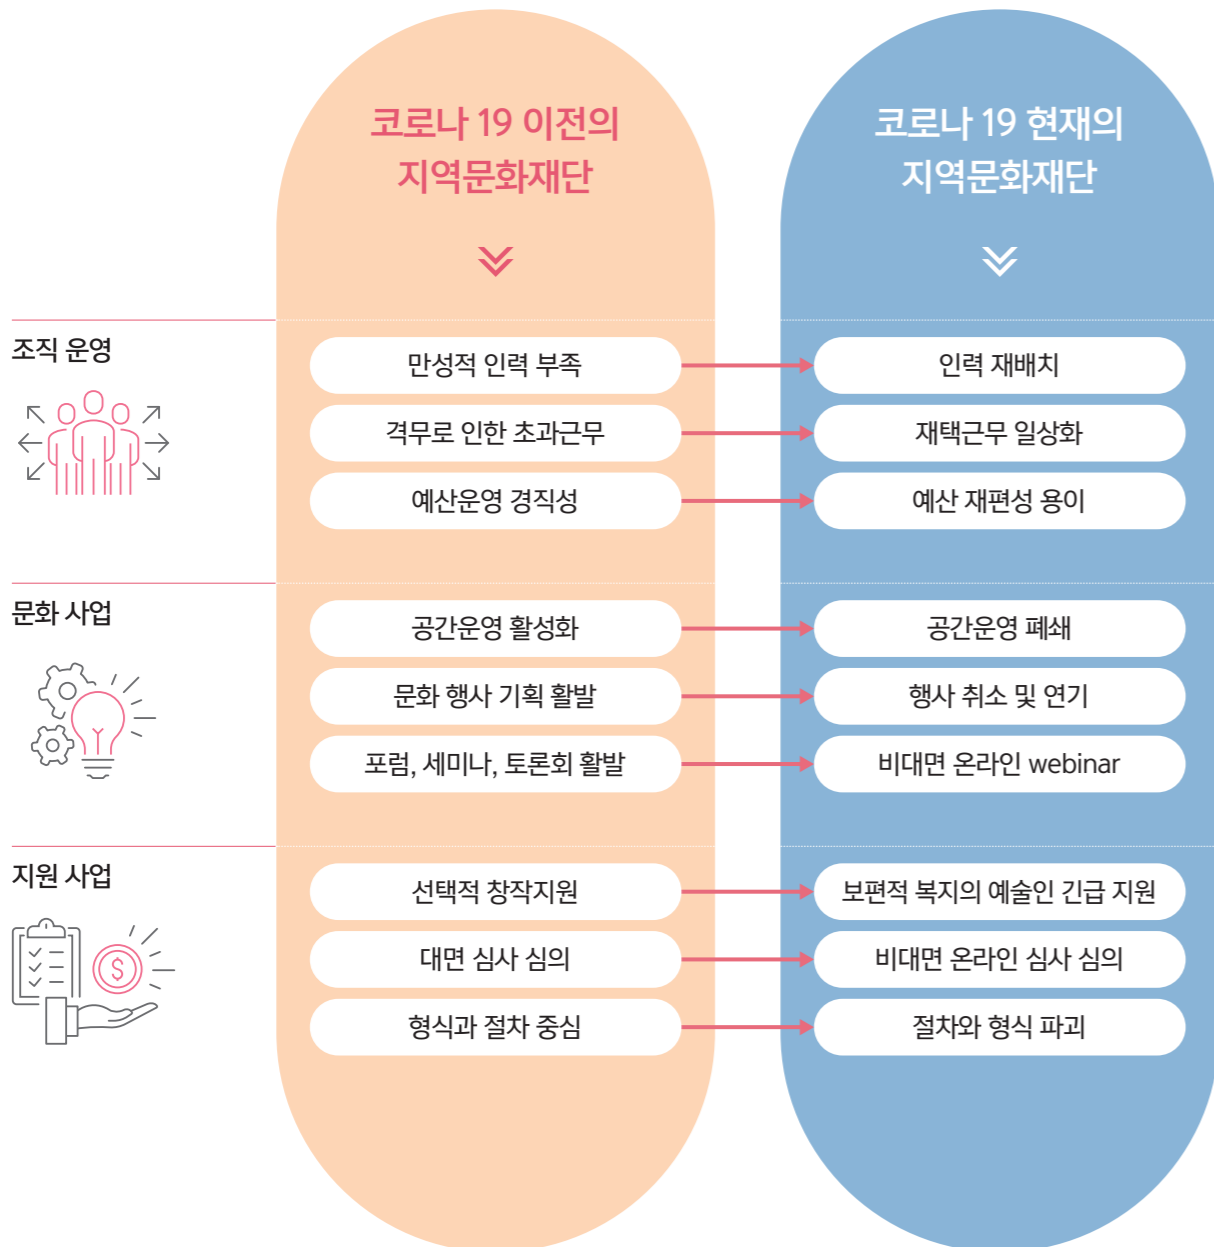 코로나 19 이전의
지역문화재단
코로나 19 현재의
지역문화재단
조직 운영
만성적 인력 부족
인력 재배치
격무로 인한 초과근무
재택근무 일상화
예산운영 경직성
예산 재편성 용이
문화 사업
공간운영 활성화
공간운영 폐쇄
문화 행사 기획 활발
행사 취소 및 연기
포럼, 세미나, 토론회 활발
비대면 온라인 webinar
지원 사업
선택적 창작지원
보편적 복지의 예술인 긴급 지원
대면 심사 심의
비대면 온라인 심사 심의
형식과 절차 중심
절차와 형식 파괴